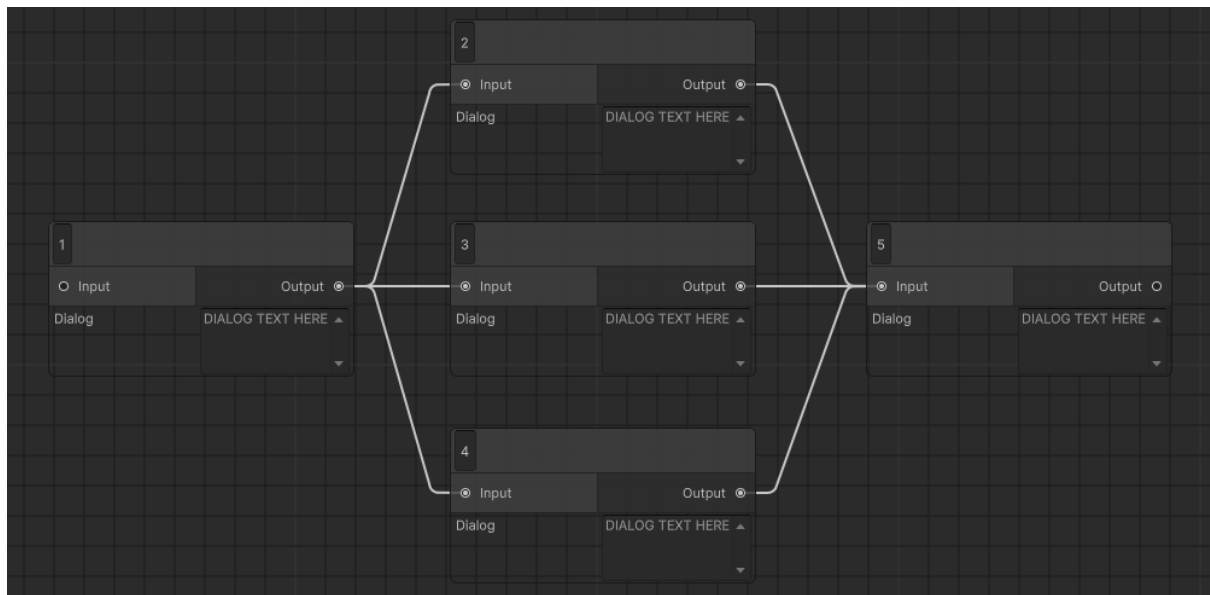 2
Input Output
Dialog DIALOG TEXT HERE
1
Input Output
Dialog DIALOG TEXT HERE
3
Input Output
Dialog DIALOG TEXT HERE
5
Input Output
Dialog DIALOG TEXT HERE
4
Input Output
Dialog DIALOG TEXT HERE